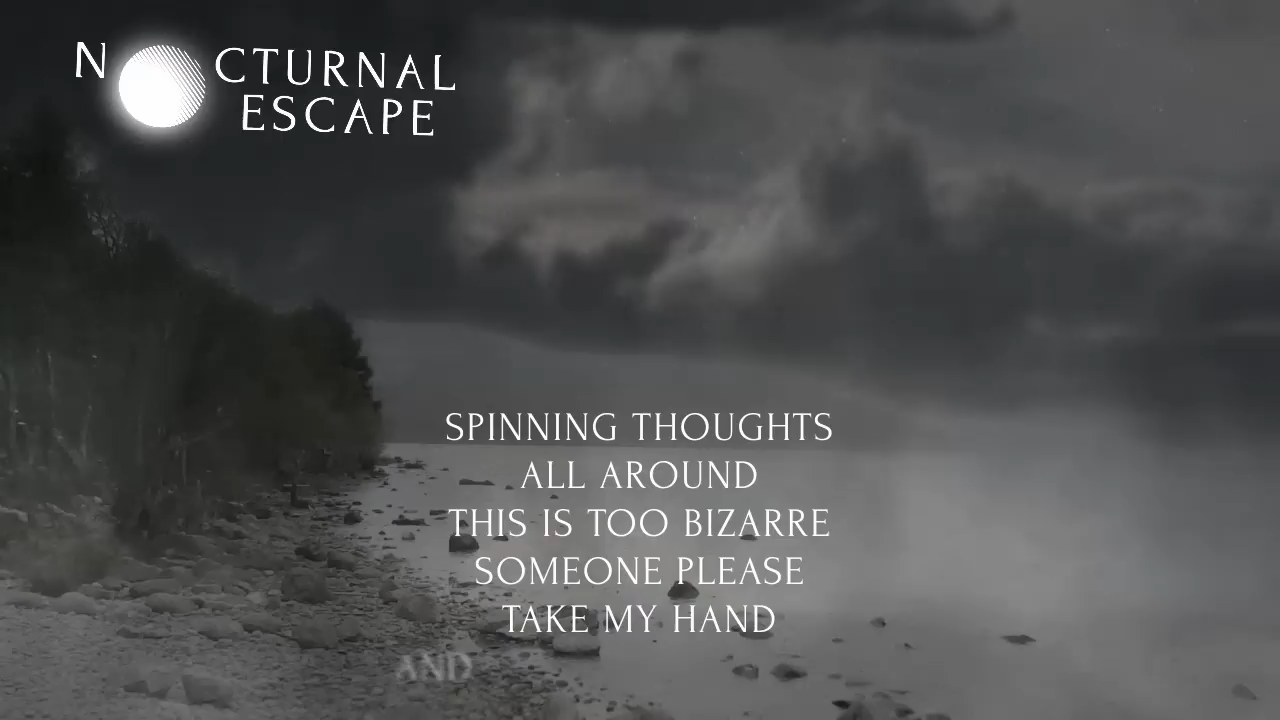 NOCTURNAL
ESCAPE
SPINNING THOUGHTS
ALL AROUND
THIS IS TOO BIZARRE
SOMEONE PLEASE
TAKE MY HAND
AND